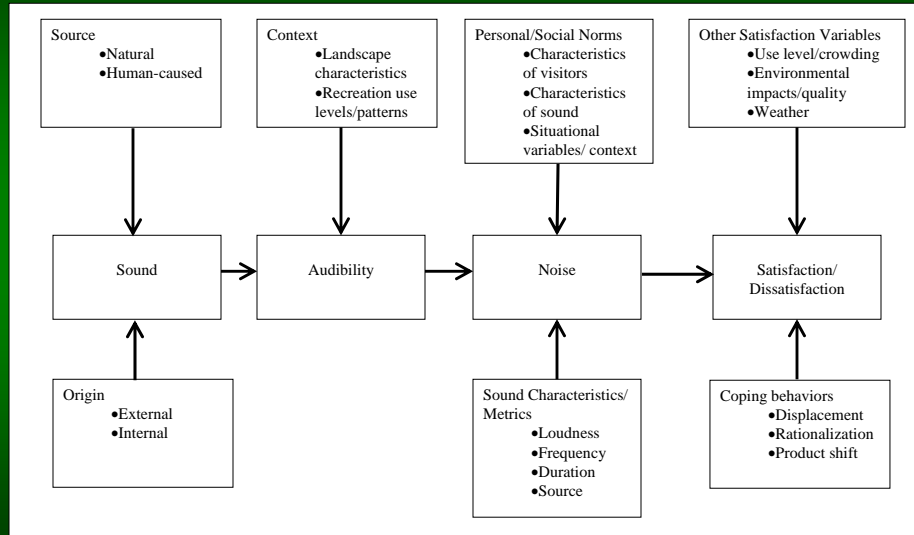 Source
•Natural
•Human-caused
Context
•Landscape
characteristics
•Recreation use
levels/patterns
Personal/Social Norms
•Characteristics
of visitors
•Characteristics
of sound
•Situational
variables/ context
Other Satisfaction Variables
•Use level/crowding
•Environmental
impacts/quality
•Weather
Sound
Audibility
Noise
Satisfaction/
Dissatisfaction
Origin
•External
•Internal
Sound Characteristics/
Metrics
•Loudness
•Frequency
•Duration
•Source
Coping behaviors
•Displacement
•Rationalization
•Product shift